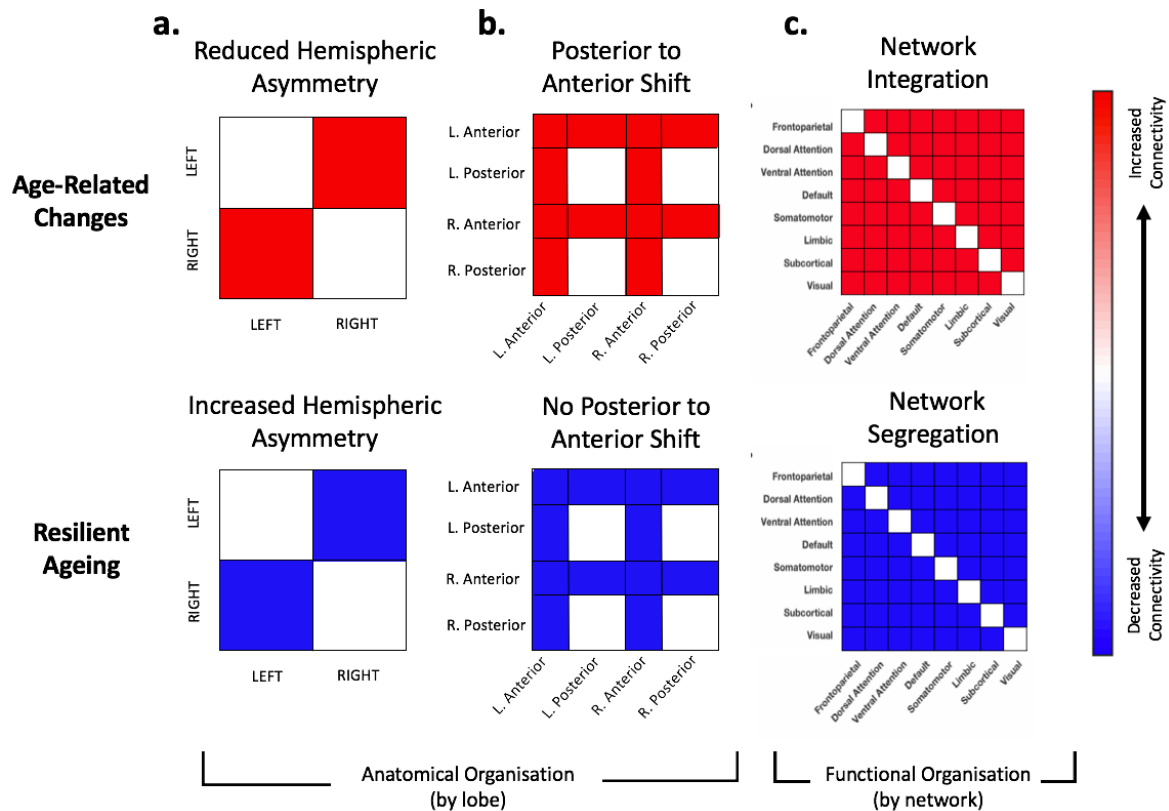 a.
Reduced Hemispheric
Asymmetry
b.
Posterior to
Anterior Shift
c.
Network
Integration
Age-Related
Changes
LEFT
RIGHT
LEFT
RIGHT
L. Anterior
L. Posterior
R. Anterior
R. Posterior
L. Anterior
L. Posterior
R. Anterior
R. Posterior
Frontoparietal
Dorsal Attention
Ventral Attention
Default
Somatomotor
Limbic
Subcortical
Visual
Frontoparietal
Dorsal Attention
Ventral Attention
Default
Somatomotor
Limbic
Subcortical
Visual
Increased
Connectivity
Decreased
Connectivity
Increased Hemispheric
Asymmetry
No Posterior to
Anterior Shift
Network
Segregation
Resilient
Ageing
LEFT
RIGHT
LEFT
RIGHT
L. Anterior
L. Posterior
R. Anterior
R. Posterior
L. Anterior
L. Posterior
R. Anterior
R. Posterior
Frontoparietal
Dorsal Attention
Ventral Attention
Default
Somatomotor
Limbic
Subcortical
Visual
Frontoparietal
Dorsal Attention
Ventral Attention
Default
Somatomotor
Limbic
Subcortical
Visual
Anatomical Organisation
(by lobe)
Functional Organisation
(by network)